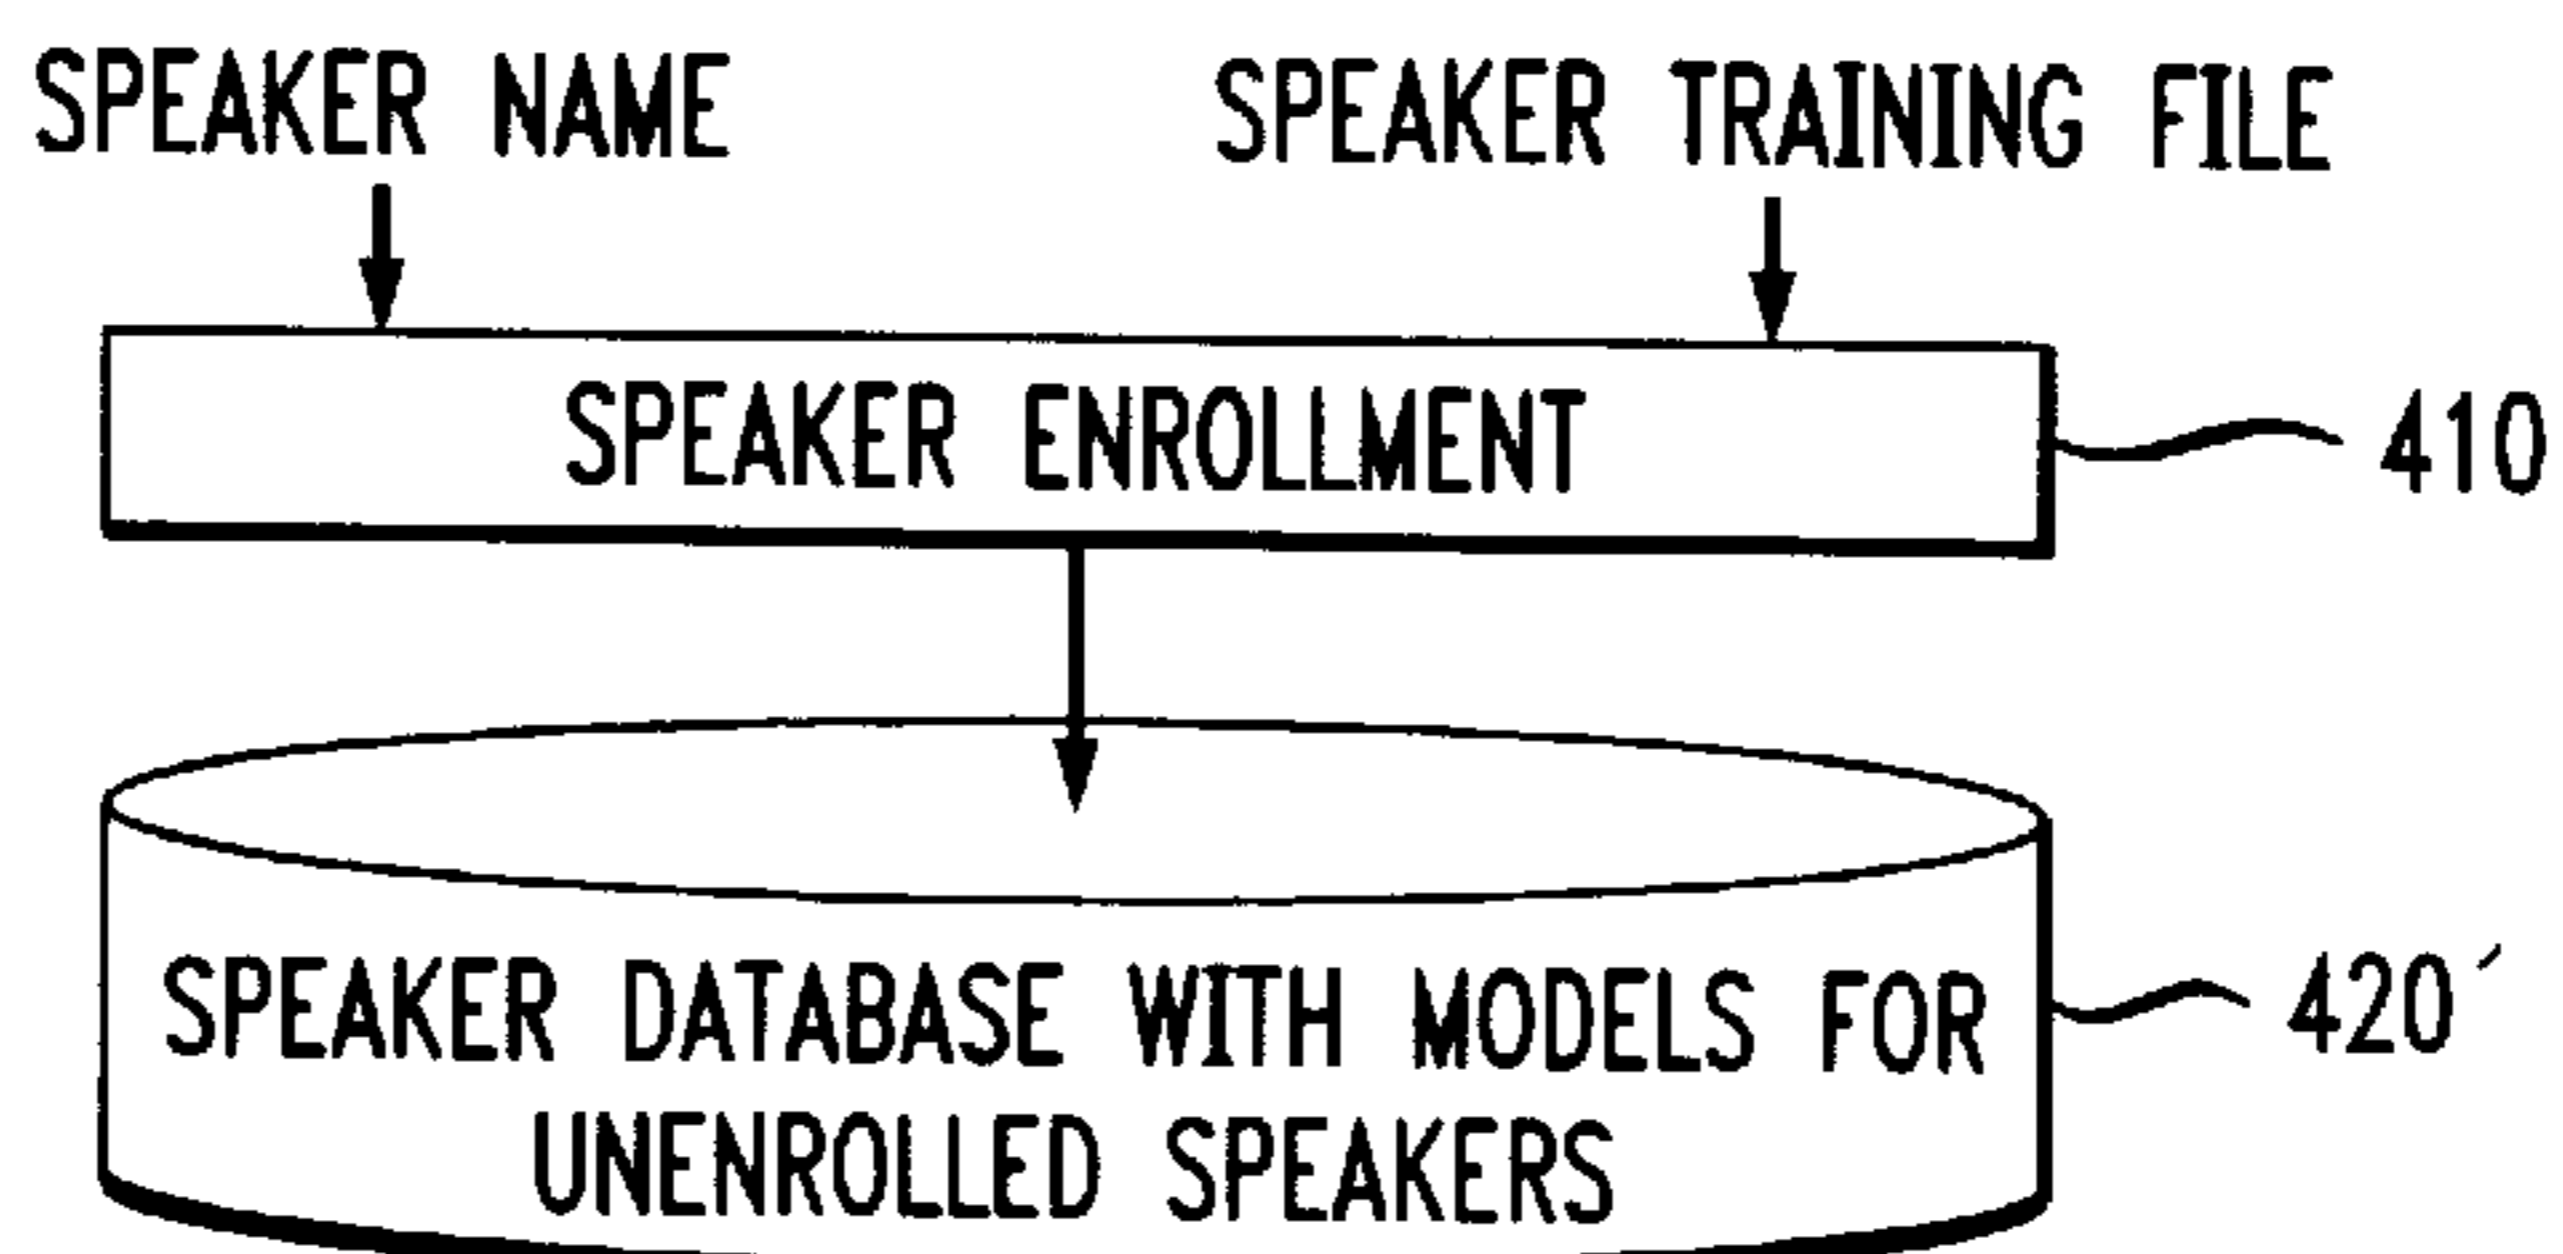 SPEAKER NAME
SPEAKER TRAINING FILE
SPEAKER ENROLLMENT
410
SPEAKER DATABASE WITH MODELS FOR
UNENROLLED SPEAKERS
420´